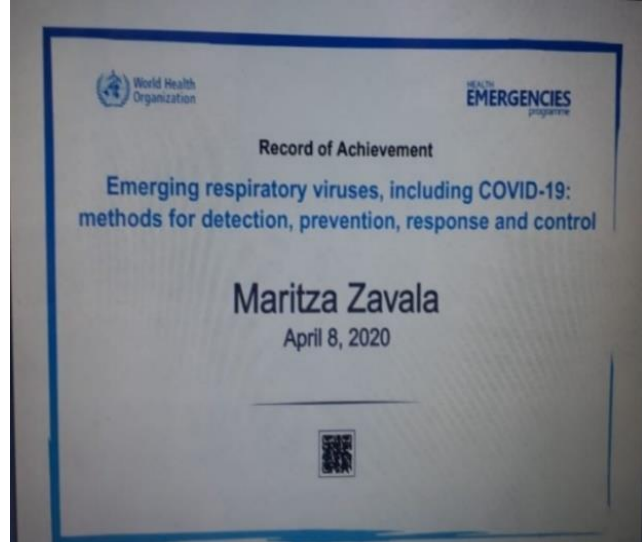 World Health
Organization
HEALTH
EMERGENCIES
programme
Record of Achievement
Emerging respiratory viruses, including COVID-19:
methods for detection, prevention, response and control
Maritza Zavala
April 8, 2020